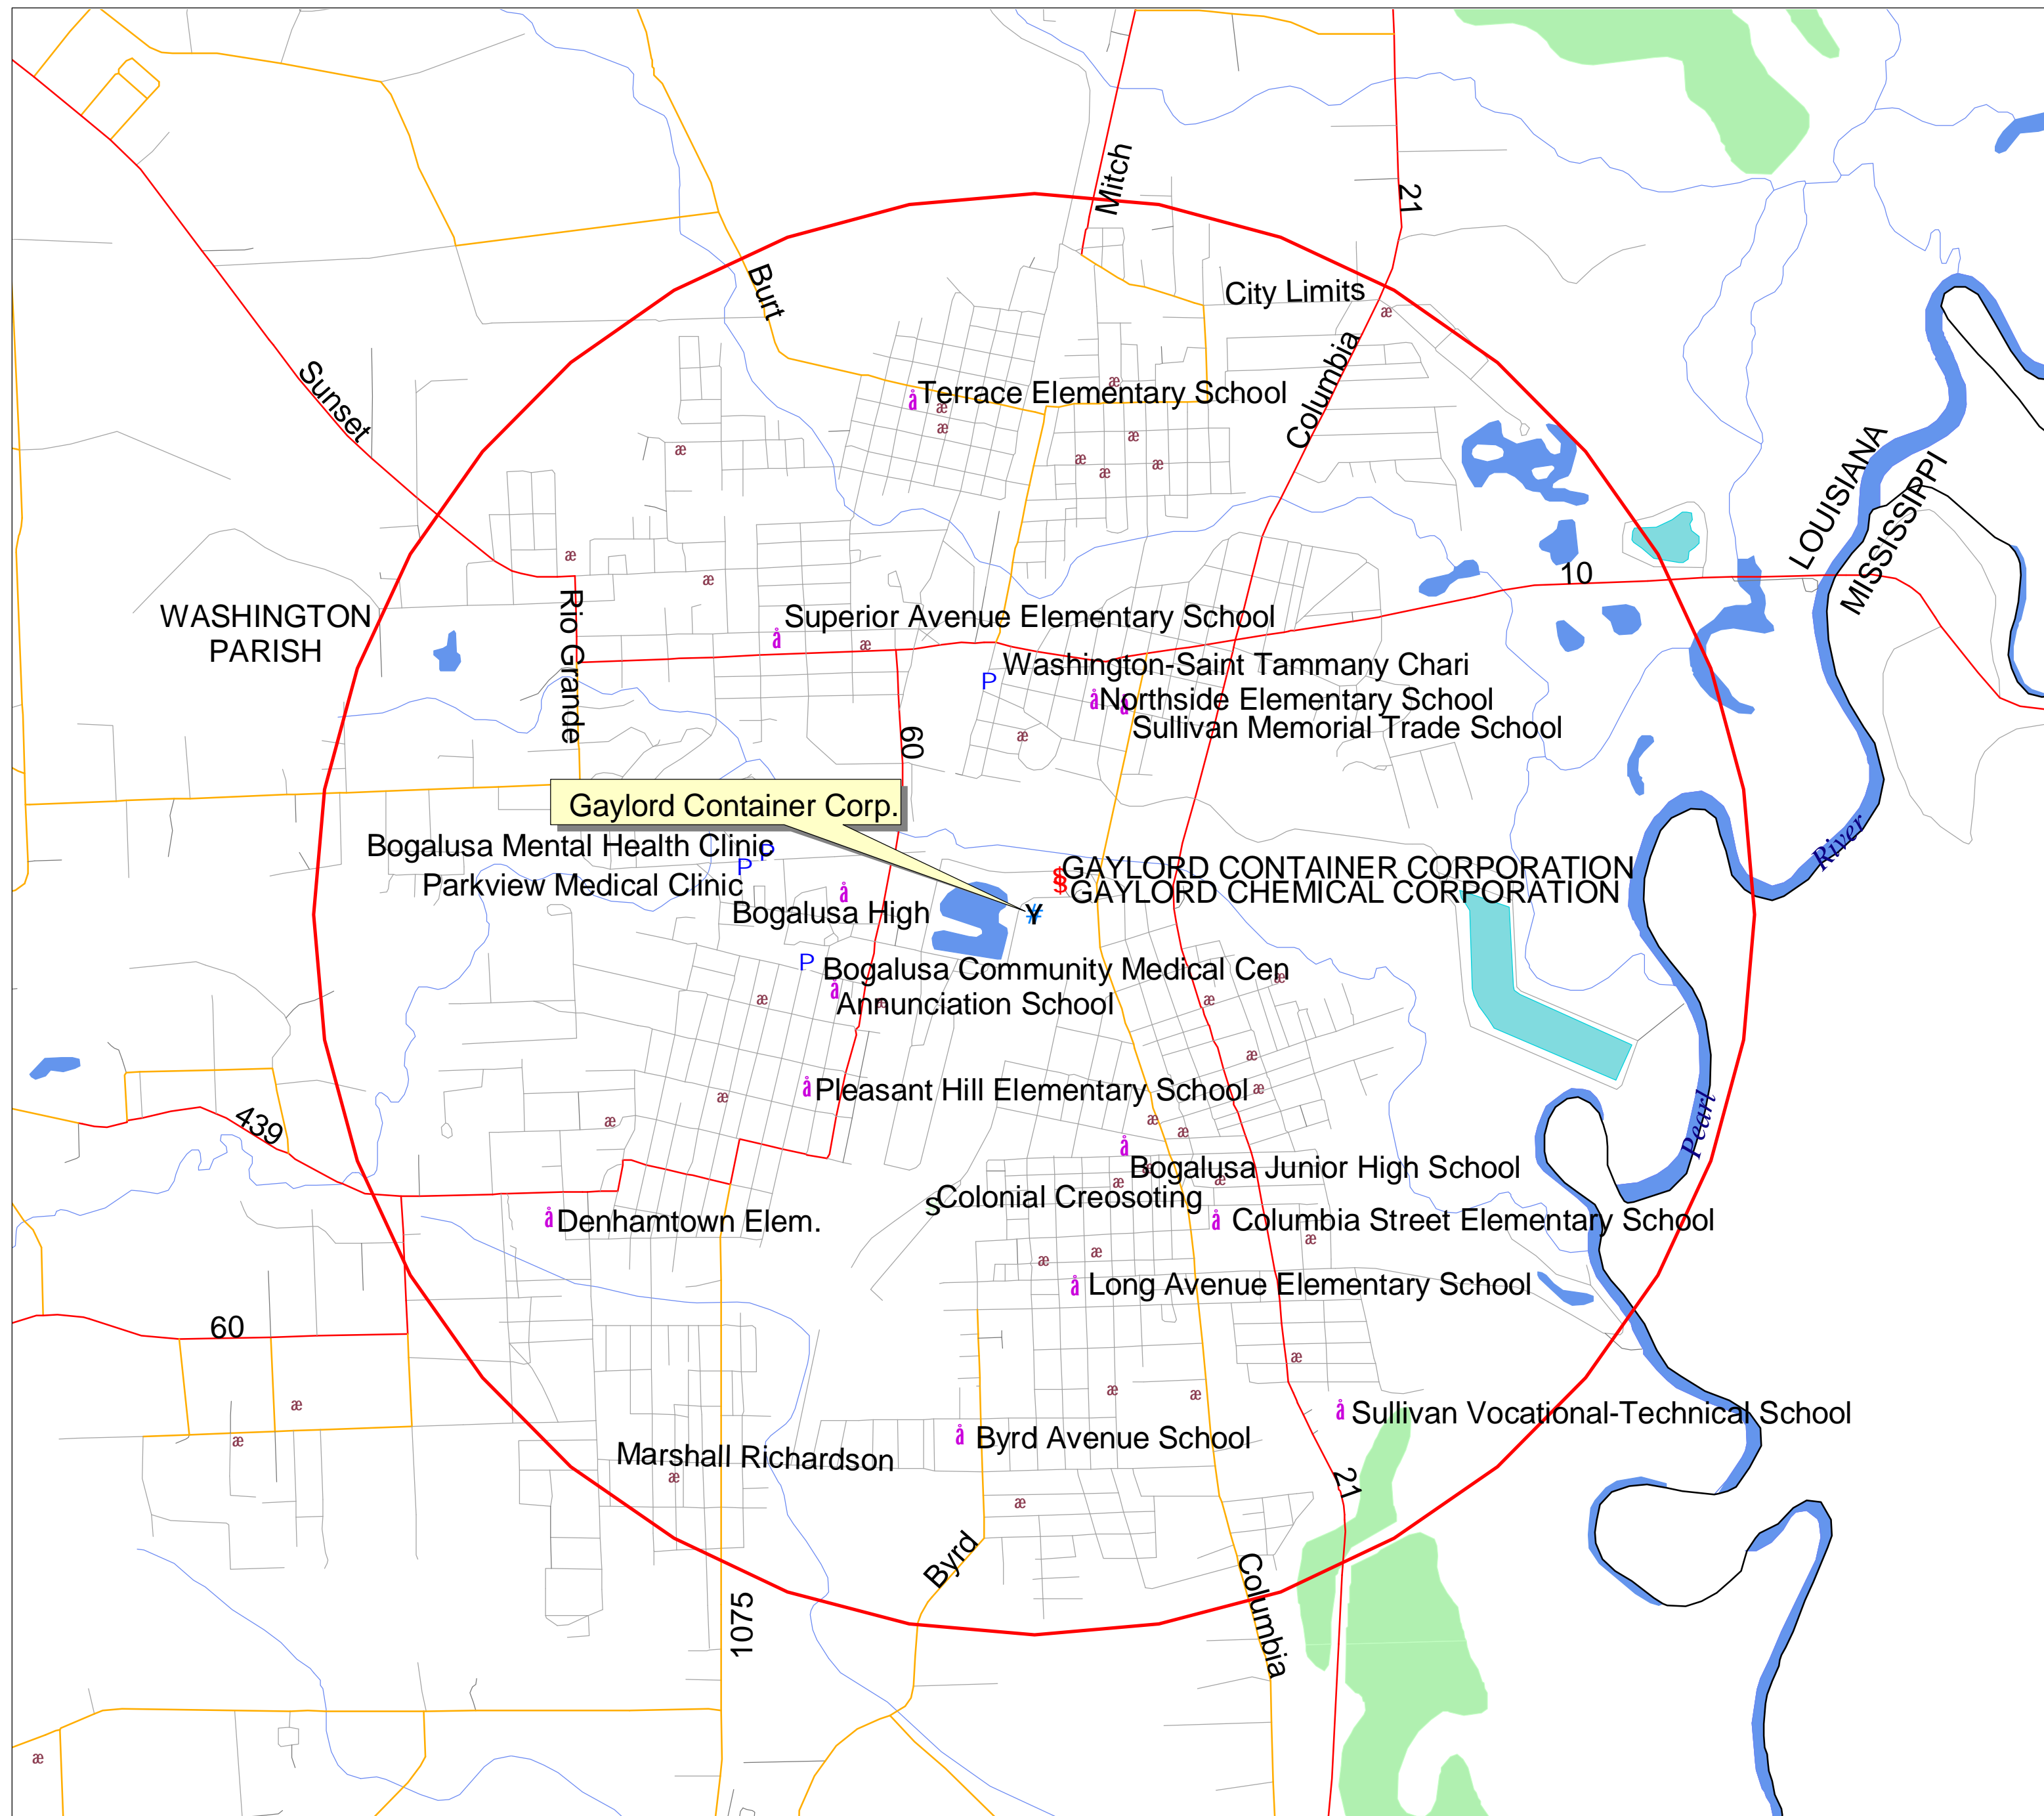 Mitch
21
Burt
City Limits
Columbia
Sunset
Terrace Elementary School
LOUISIANA
MISSISSIPPI
10
WASHINGTON
PARISH
Rio Grande
Superior Avenue Elementary School
Washington-Saint Tammany Chari
P
Northside Elementary School
Sullivan Memorial Trade School
60
Gaylord Container Corp.
River
Bogalusa Mental Health Clinic
P
P
GAYLORD CONTAINER CORPORATION
Parkview Medical Clinic
GAYLORD CHEMICAL CORPORATION
Bogalusa High
P
Bogalusa Community Medical Cen
Annunciation School
Pleasant Hill Elementary School
439
Pearl
Bogalusa Junior High School
S
Colonial Creosoting
Denhamtown Elem.
Columbia Street Elementary School
Long Avenue Elementary School
60
Sullivan Vocational-Technical School
Byrd Avenue School
Marshall Richardson
21
Byrd
Columbia
1075